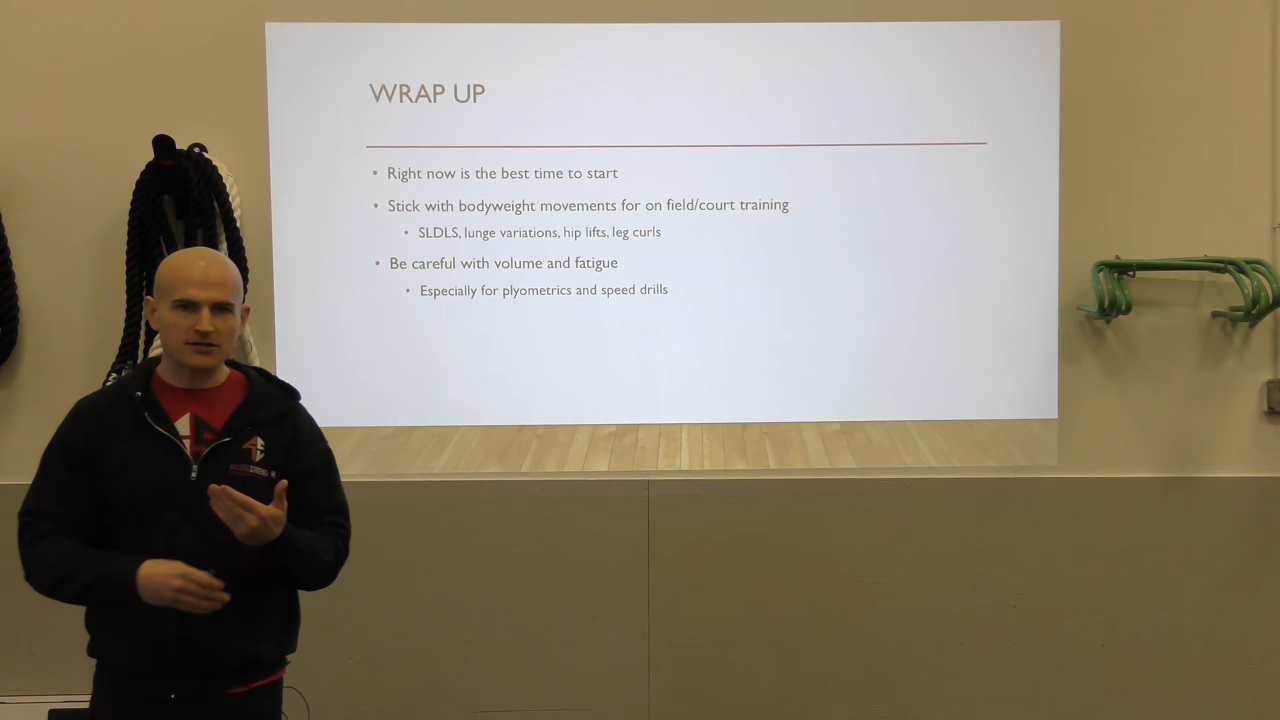 WRAP UP
• Right now is the best time to start
• Stick with bodyweight movements for on field/court training
• SLDLS, lunge variations, hip lifts, leg curls
• Be careful with volume and fatigue
• Especially for plyometrics and speed drills